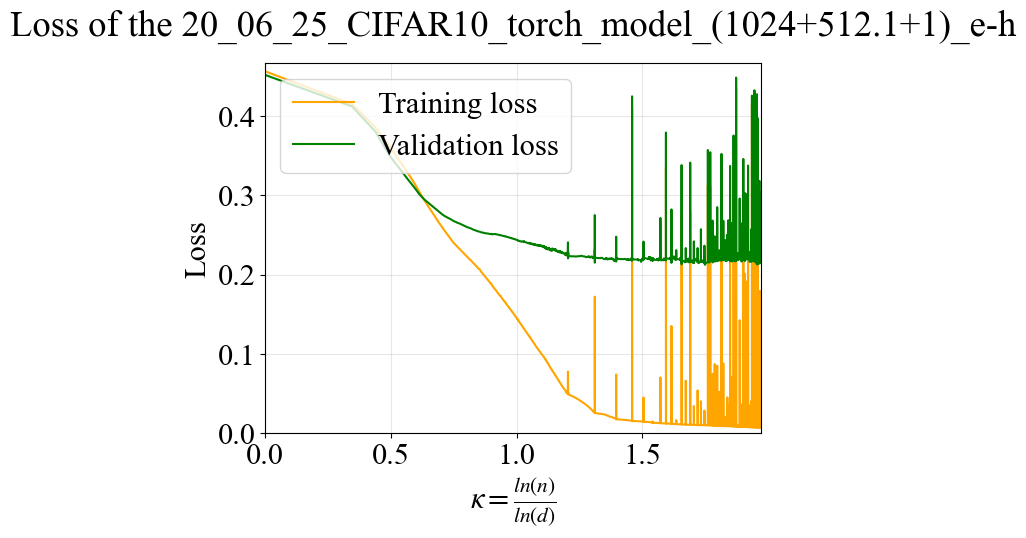 Loss of the 20_06_25_CIFAR10_torch_model_(1024+512.1+1)_e-h
Training loss
Validation loss
Loss
0.4
0.3
0.2
0.1
0.0
0.0 0.5 1.0 1.5
κ = ln(n)/ln(d)